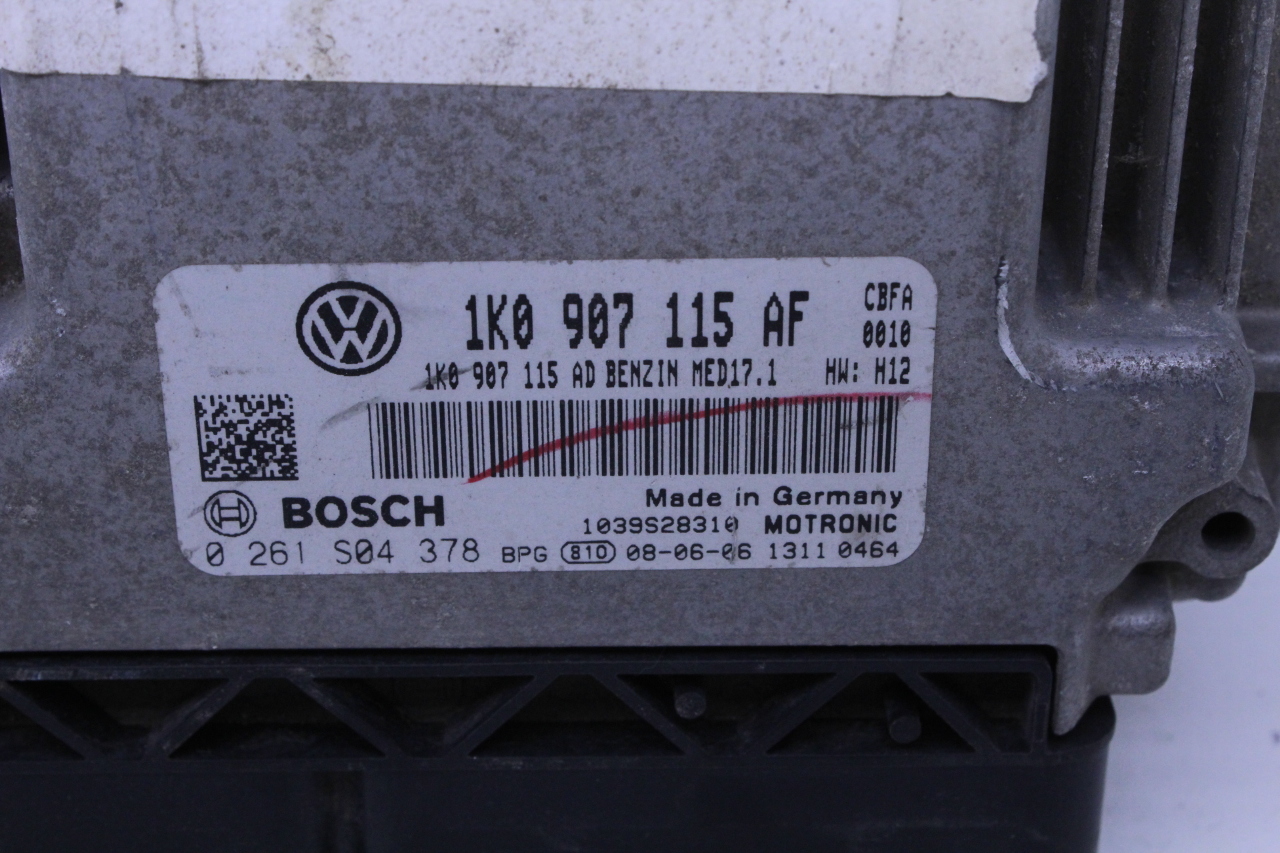 1K0 907 115 AF CBFA
0010
1K0 907 115 AD BENZIN MED17.1 HW: H12
Made in Germany
BOSCH 1039S28310 MOTRONIC
0 261 S04 378 BPG 810 08-06-06 1311 0464